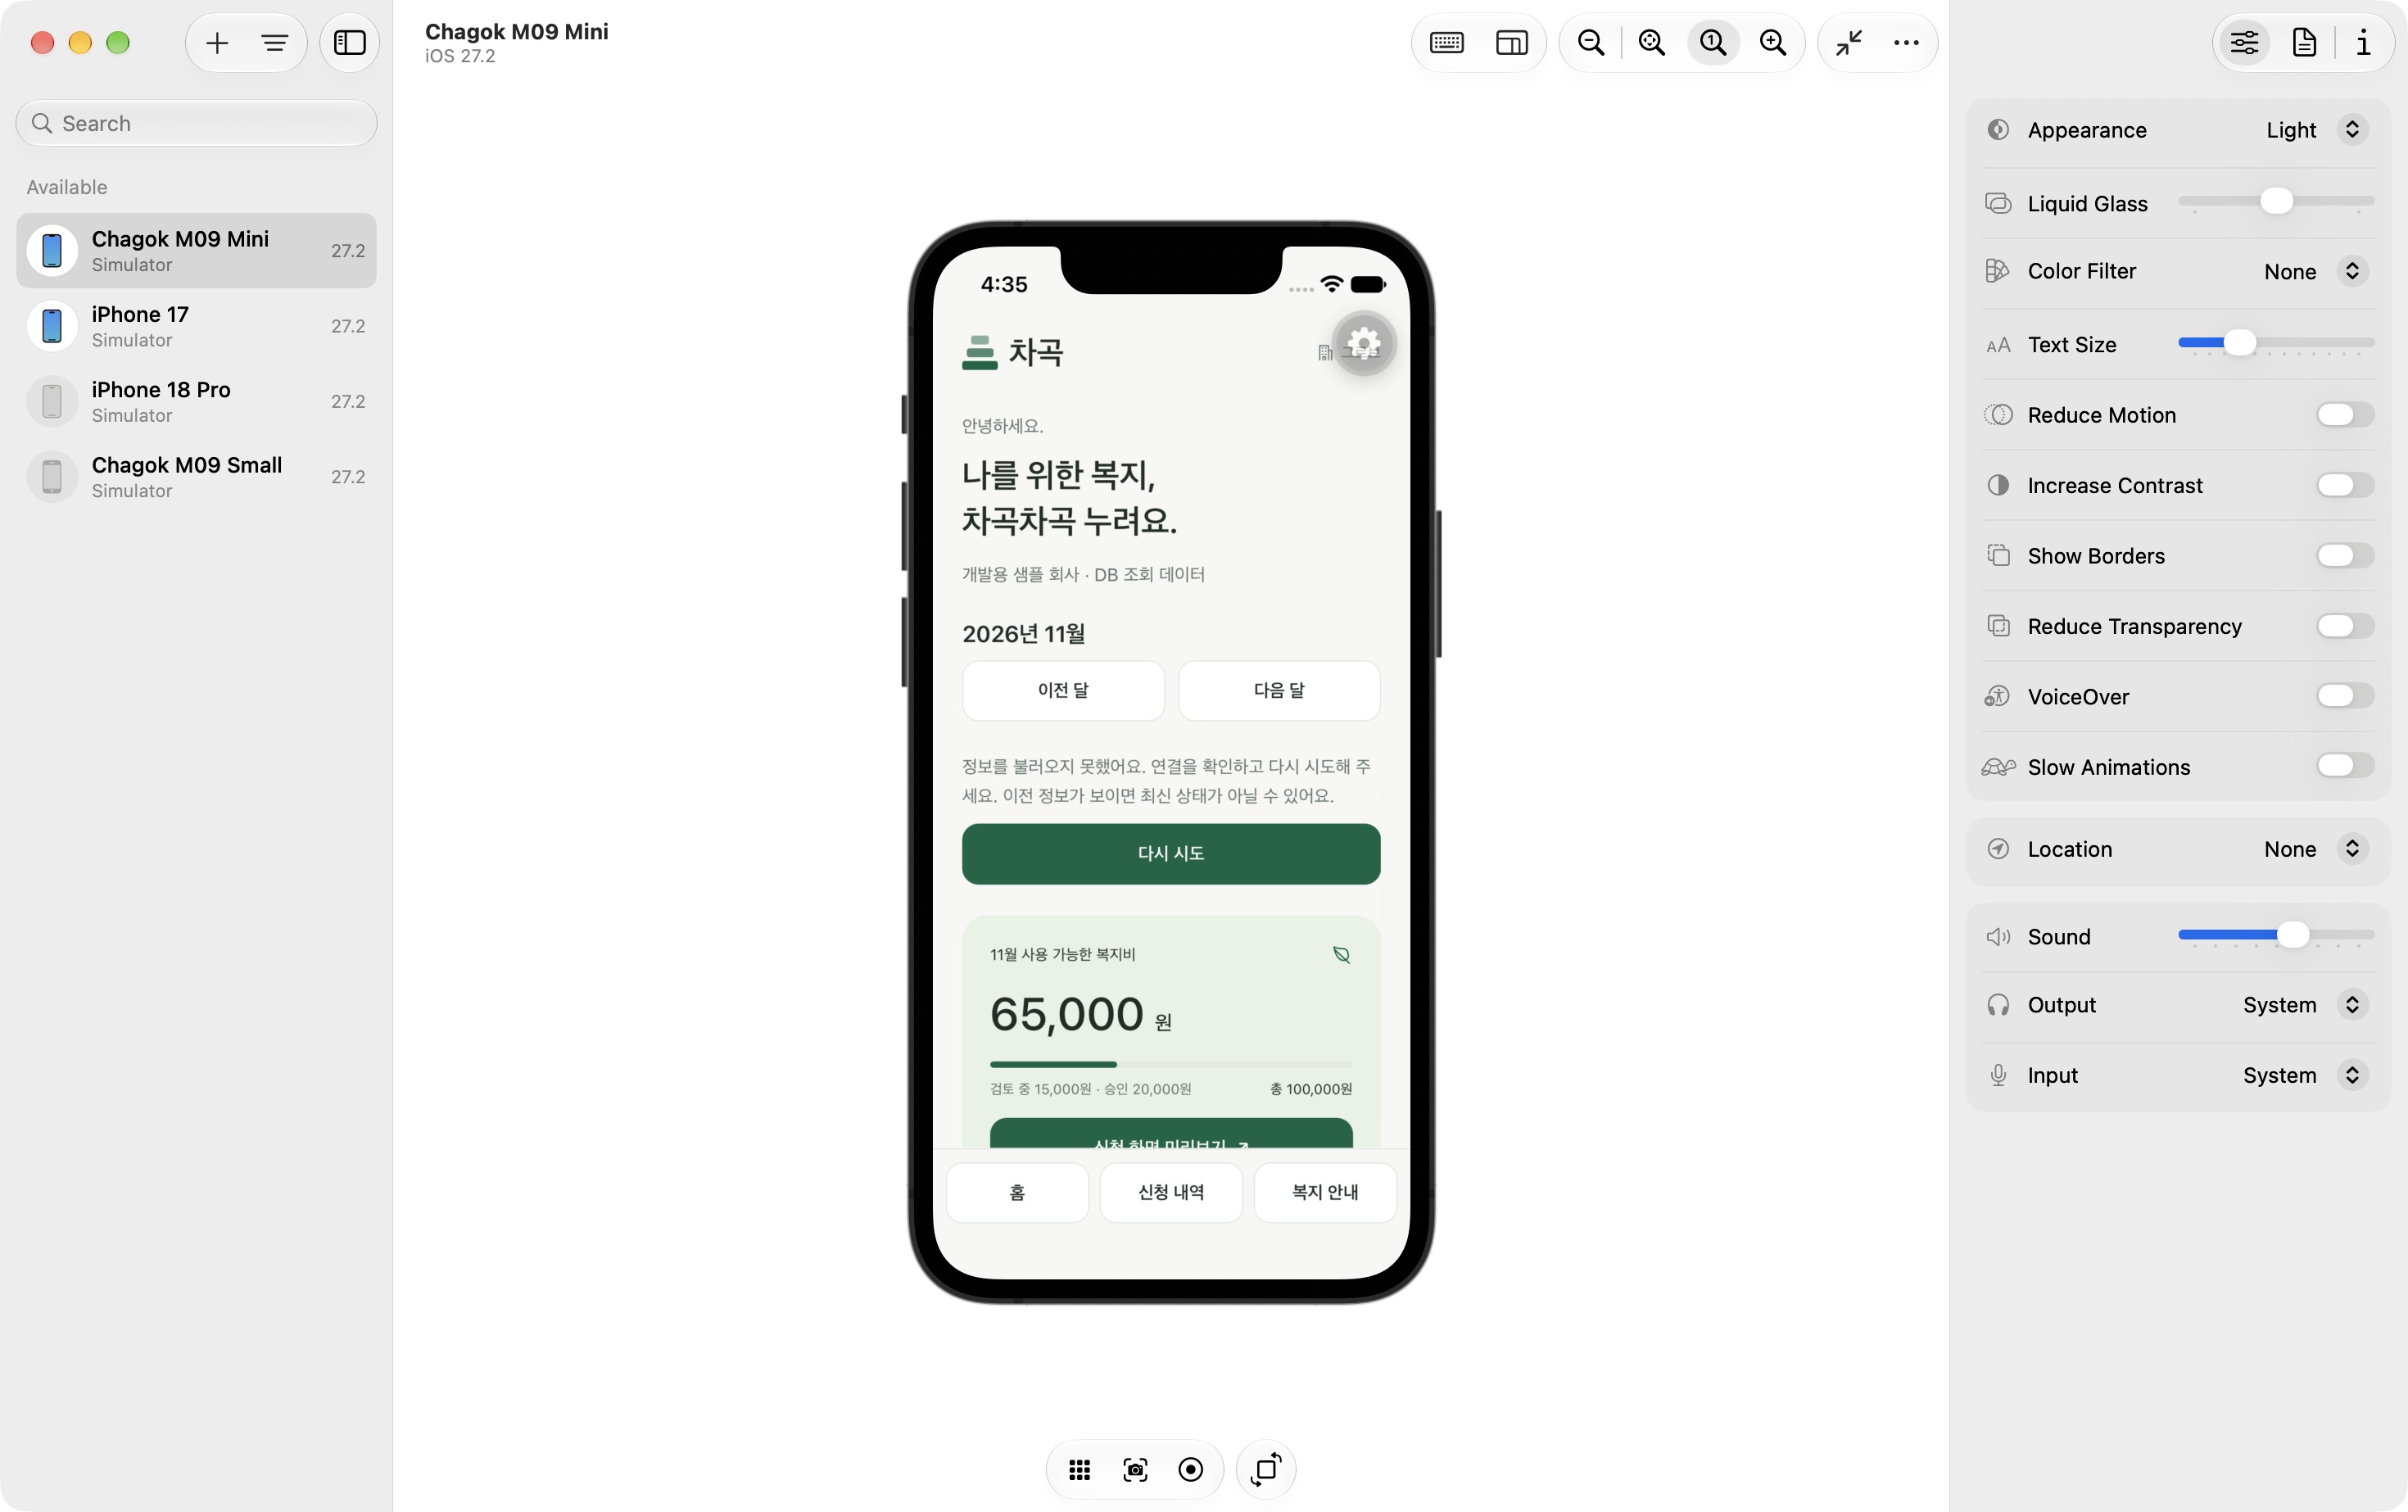 Chagok M09 Mini
iOS 27.2
Search
Available
Chagok M09 Mini
Simulator
27.2
iPhone 17
Simulator
27.2
iPhone 18 Pro
Simulator
27.2
Chagok M09 Small
Simulator
27.2
4:35
차곡
안녕하세요.
나를 위한 복지,
차곡차곡 누려요.
개발용 샘플 회사 · DB 조회 데이터
2026년 11월
이전 달
다음 달
정보를 불러오지 못했어요. 연결을 확인하고 다시 시도해 주
세요. 이전 정보가 보이면 최신 상태가 아닐 수 있어요.
다시 시도
11월 사용 가능한 복지비
65,000 원
검토 중 15,000원 · 승인 20,000원
총 100,000원
신청 화면 미리보기
홈
신청 내역
복지 안내
Appearance
Light
Liquid Glass
Color Filter
None
Text Size
Reduce Motion
Increase Contrast
Show Borders
Reduce Transparency
VoiceOver
Slow Animations
Location
None
Sound
Output
System
Input
System